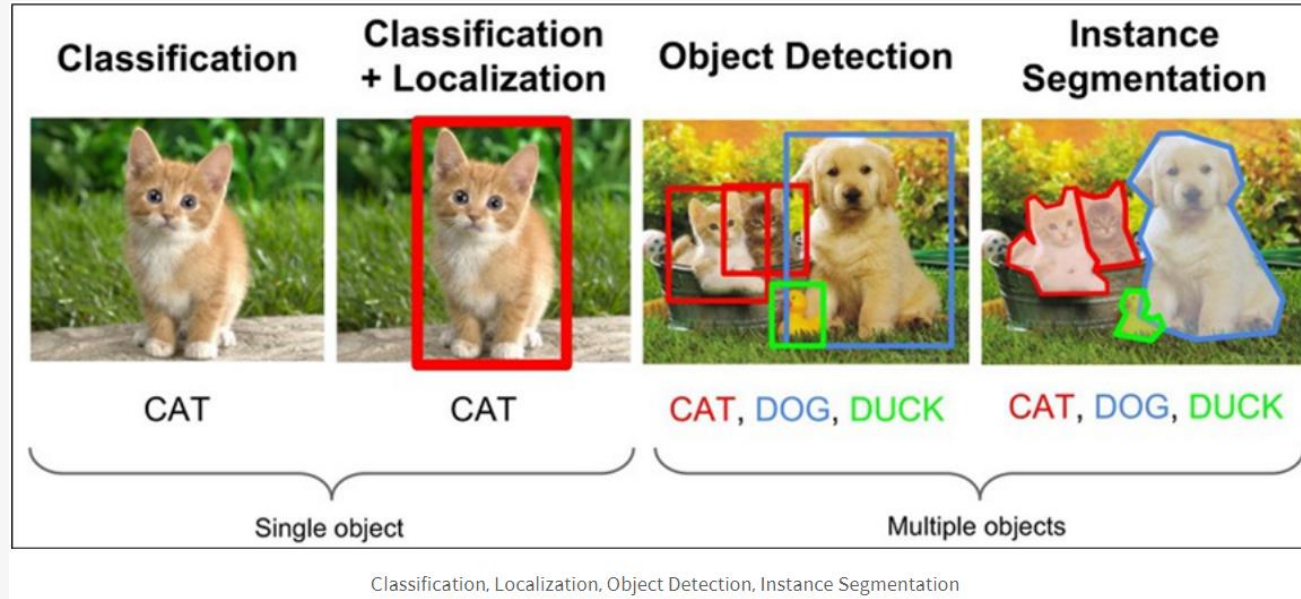 Classification
Classification
+ Localization
Object Detection
Instance
Segmentation
CAT
CAT
CAT, DOG, DUCK
CAT, DOG, DUCK
Single object
Multiple objects
Classification, Localization, Object Detection, Instance Segmentation